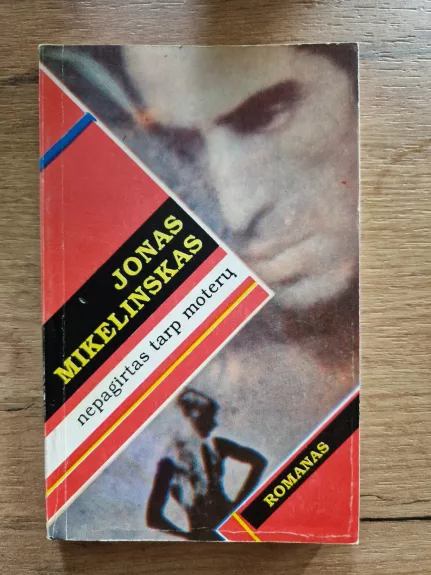 JONAS
MIKELINSKAS
nepagirtas tarp moterų
ROMANAS